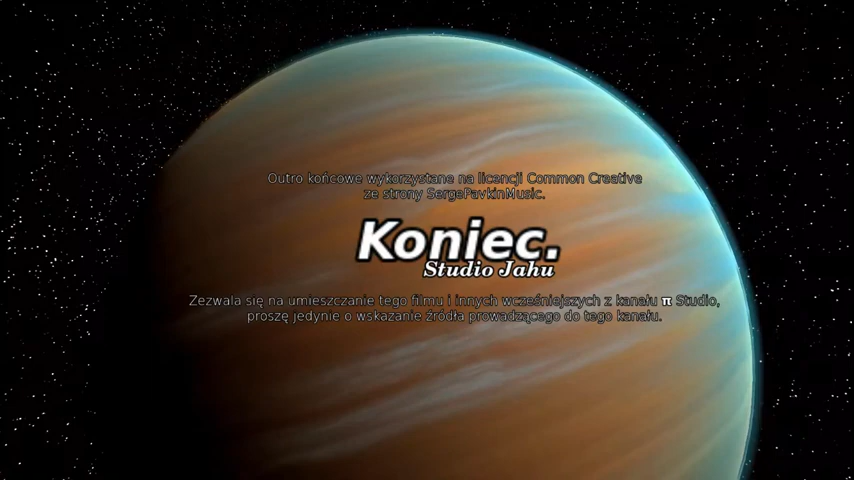 Outro końcowe wykorzystane na licencji Common Creative
ze strony SergePavkinMusic.
Koniec.
Studio Jahu
Zezwala się na umieszczanie tego filmu i innych wcześniejszych z kanału π Studio,
proszę jedynie o wskazanie źródła prowadzącego do tego kanału.